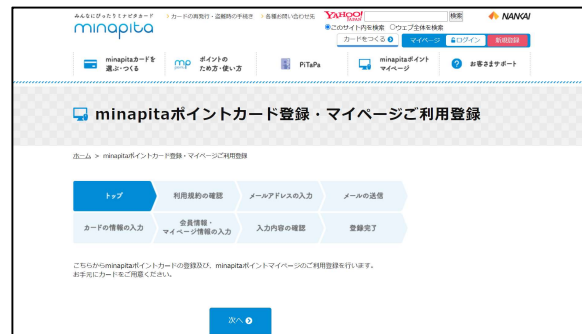 みんなにぴったりミナピタカード
minapita
カードの再発行・盗難時の手続き
各種お問い合わせ先
YAHOO!
JAPAN
検索
このサイト内を検索 ウェブ全体を検索
NANKAI
カードをつくる
マイページ
ログイン
新規登録
minapitaカードを
選ぶ・つくる
mp
ポイントの
ため方・使い方
PiTaPa
minapitaポイント
マイページ
お客さまサポート
minapitaポイントカード登録・マイページご利用登録
ホーム > minapitaポイントカード登録・マイページご利用登録
トップ
利用規約の確認
メールアドレスの入力
メールの送信
カードの情報の入力
会員情報・
マイページ情報の入力
入力内容の確認
登録完了
こちらからminapitaポイントカードの登録及び、minapitaポイントマイページのご利用登録を行います。
お手元にカードをご用意ください。
次へ